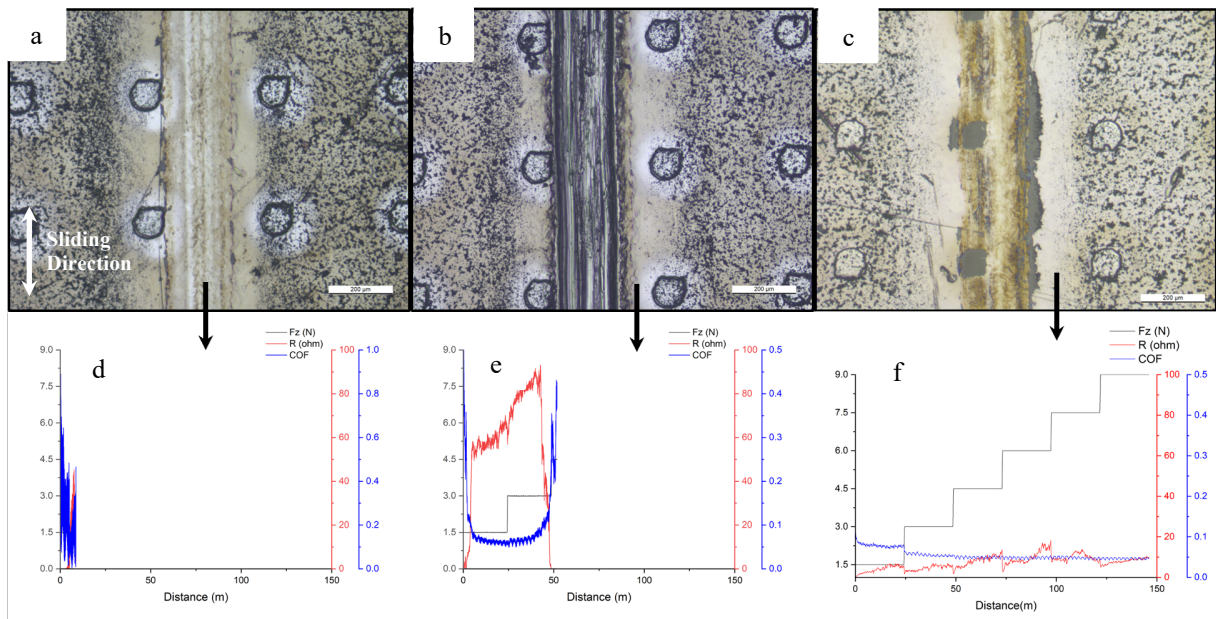 a
b
c
Sliding
Direction
200 µm
200 µm
200 µm
Fz (N)
R (ohm)
COF
Fz (N)
R (ohm)
COF
Fz (N)
R (ohm)
COF
d
9.0
7.5
6.0
4.5
3.0
1.5
0.0
100
80
60
40
20
0
1.0
0.8
0.6
0.4
0.2
0.0
0
50
100
150
Distance (m)
e
9.0
7.5
6.0
4.5
3.0
1.5
0.0
100
80
60
40
20
0
0.5
0.4
0.3
0.2
0.1
0.0
0
50
100
150
Distance (m)
f
9.0
7.5
6.0
4.5
3.0
1.5
100
80
60
40
20
0
0.5
0.4
0.3
0.2
0.1
0.0
0
50
100
150
Distance(m)